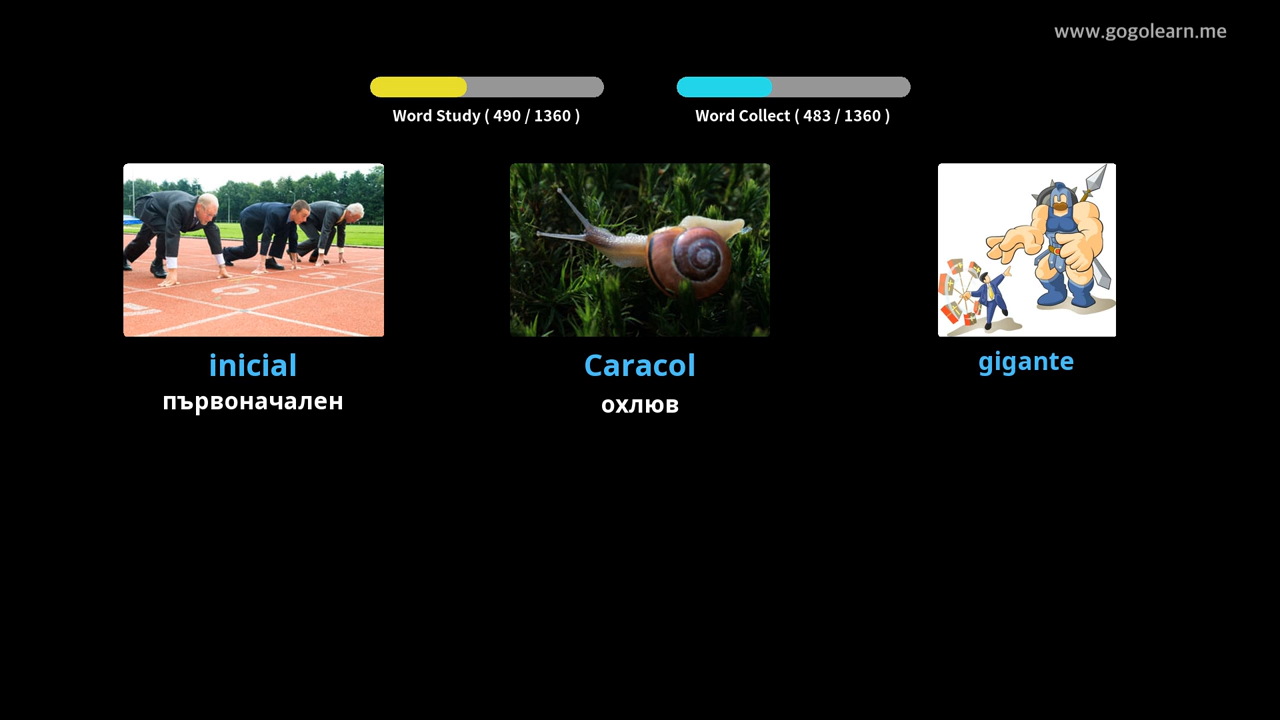 www.gogolearn.me
Word Study ( 490 / 1360 )
Word Collect ( 483 / 1360 )
inicial
Caracol
gigante
първоначален
охлюв